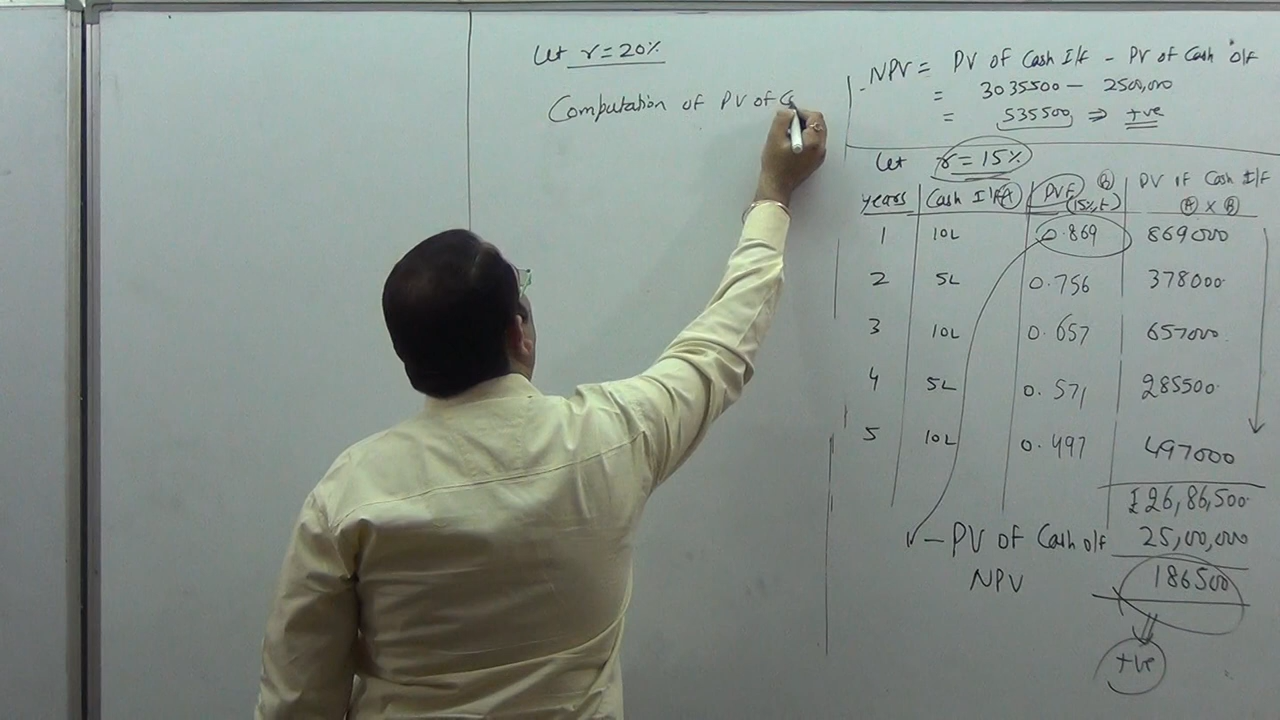 Let r = 20%
Computation of PV of C
NPV = PV of Cash I/f - PV of Cash o/f
= 3035500 - 2500,000
= 535500 ⇒ +ve
Let r = 15%
years | Cash I/f (A) | PVF (15%,t) (B) | PV of Cash I/f (A) x (B)
1 10L 0.869 869000
2 5L 0.756 378000
3 10L 0.657 657000
4 5L 0.571 285500
5 10L 0.497 497000
Σ26,86,500
- PV of Cash o/f 25,00,000
NPV 186500
+ve